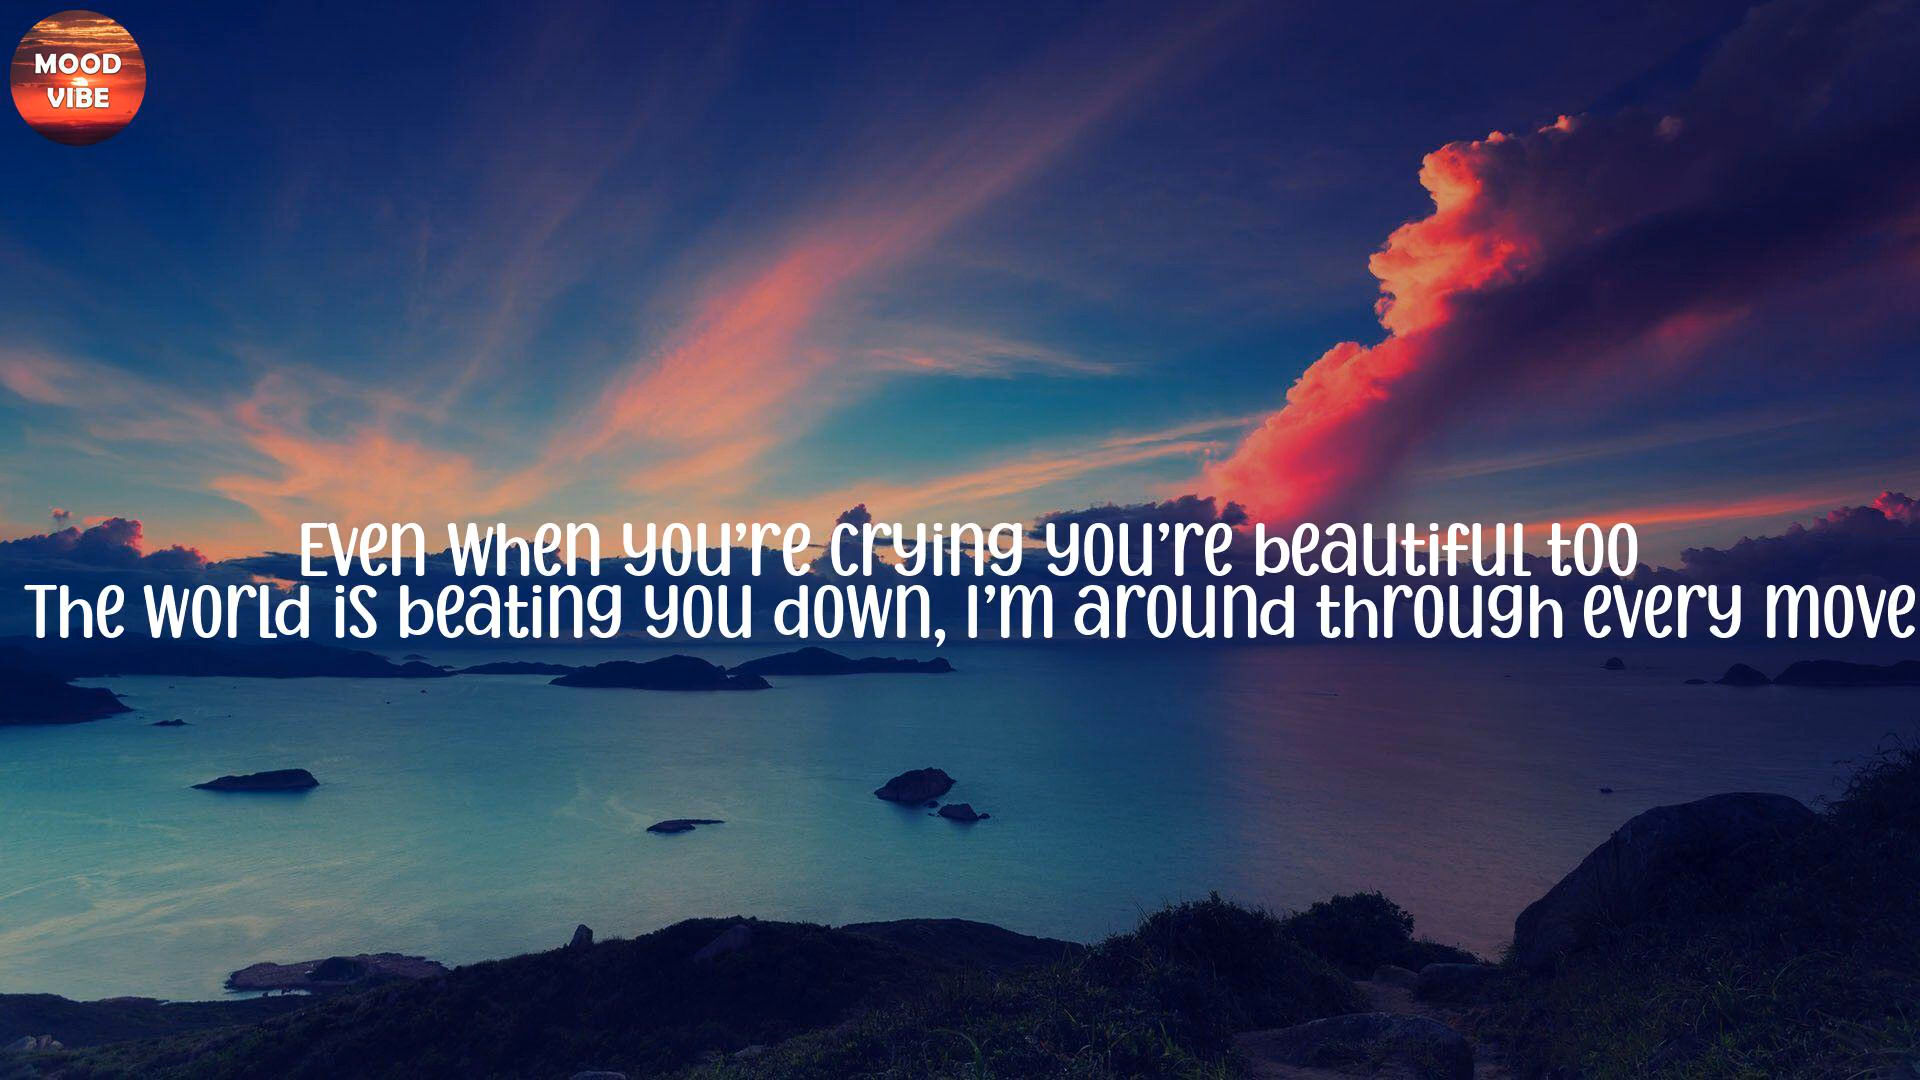 MOOD
VIBE
Even when you're crying you're beautiful too
The world is beating you down, I'm around through every move